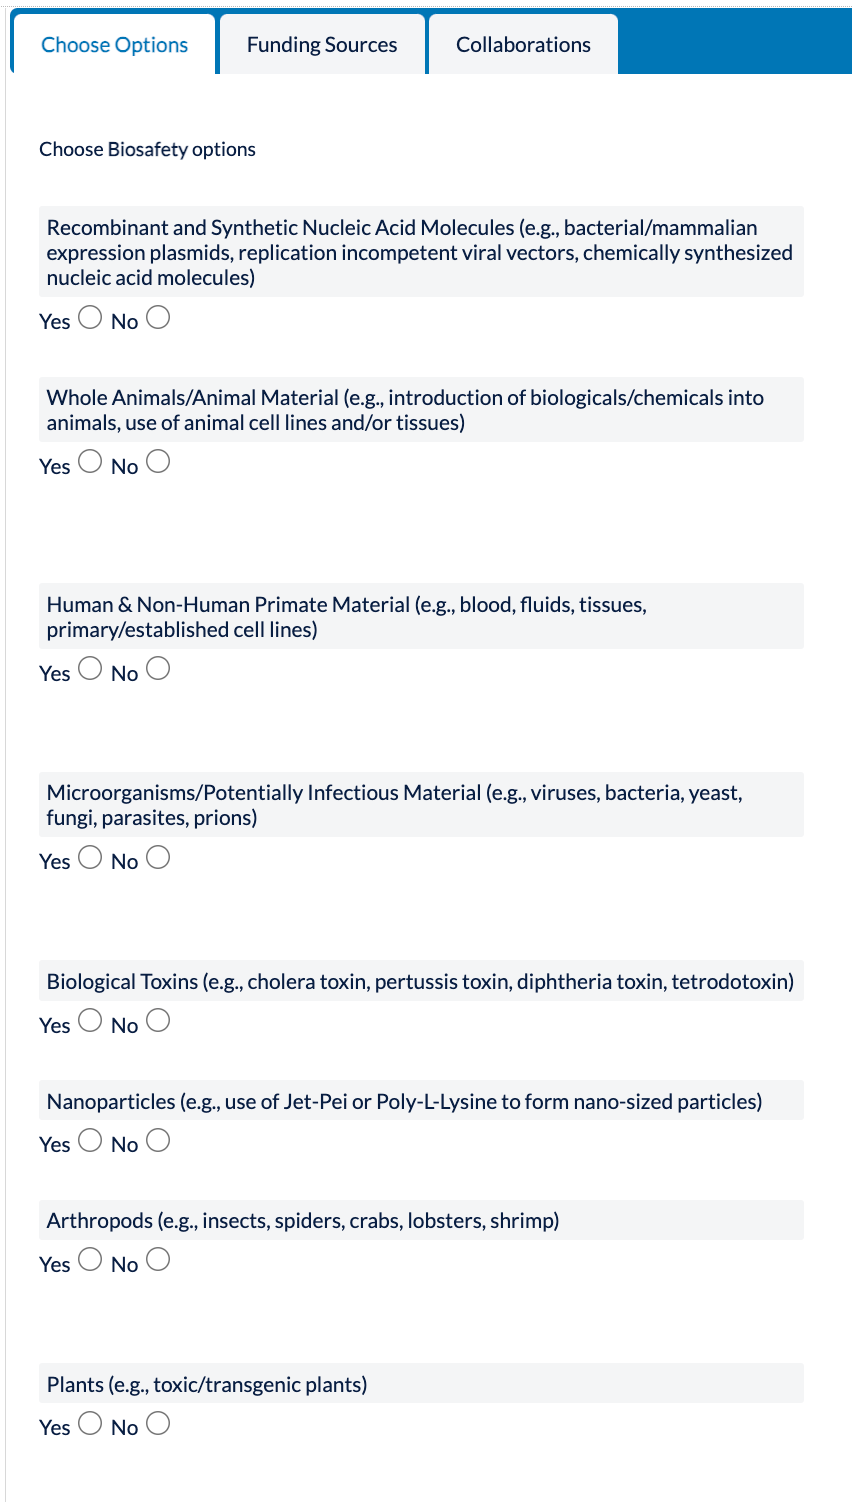 Choose Options Funding Sources Collaborations
Choose Biosafety options
Recombinant and Synthetic Nucleic Acid Molecules (e.g., bacterial/mammalian
expression plasmids, replication incompetent viral vectors, chemically synthesized
nucleic acid molecules)
Yes No
Whole Animals/Animal Material (e.g., introduction of biologicals/chemicals into
animals, use of animal cell lines and/or tissues)
Yes No
Human & Non-Human Primate Material (e.g., blood, fluids, tissues,
primary/established cell lines)
Yes No
Microorganisms/Potentially Infectious Material (e.g., viruses, bacteria, yeast,
fungi, parasites, prions)
Yes No
Biological Toxins (e.g., cholera toxin, pertussis toxin, diphtheria toxin, tetrodotoxin)
Yes No
Nanoparticles (e.g., use of Jet-Pei or Poly-L-Lysine to form nano-sized particles)
Yes No
Arthropods (e.g., insects, spiders, crabs, lobsters, shrimp)
Yes No
Plants (e.g., toxic/transgenic plants)
Yes No